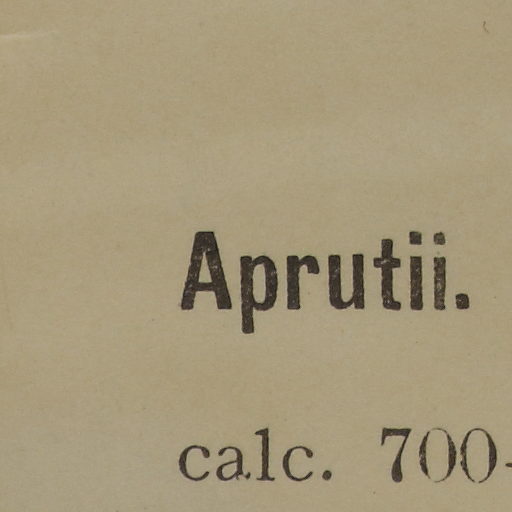 Aprutii.
calc. 700-